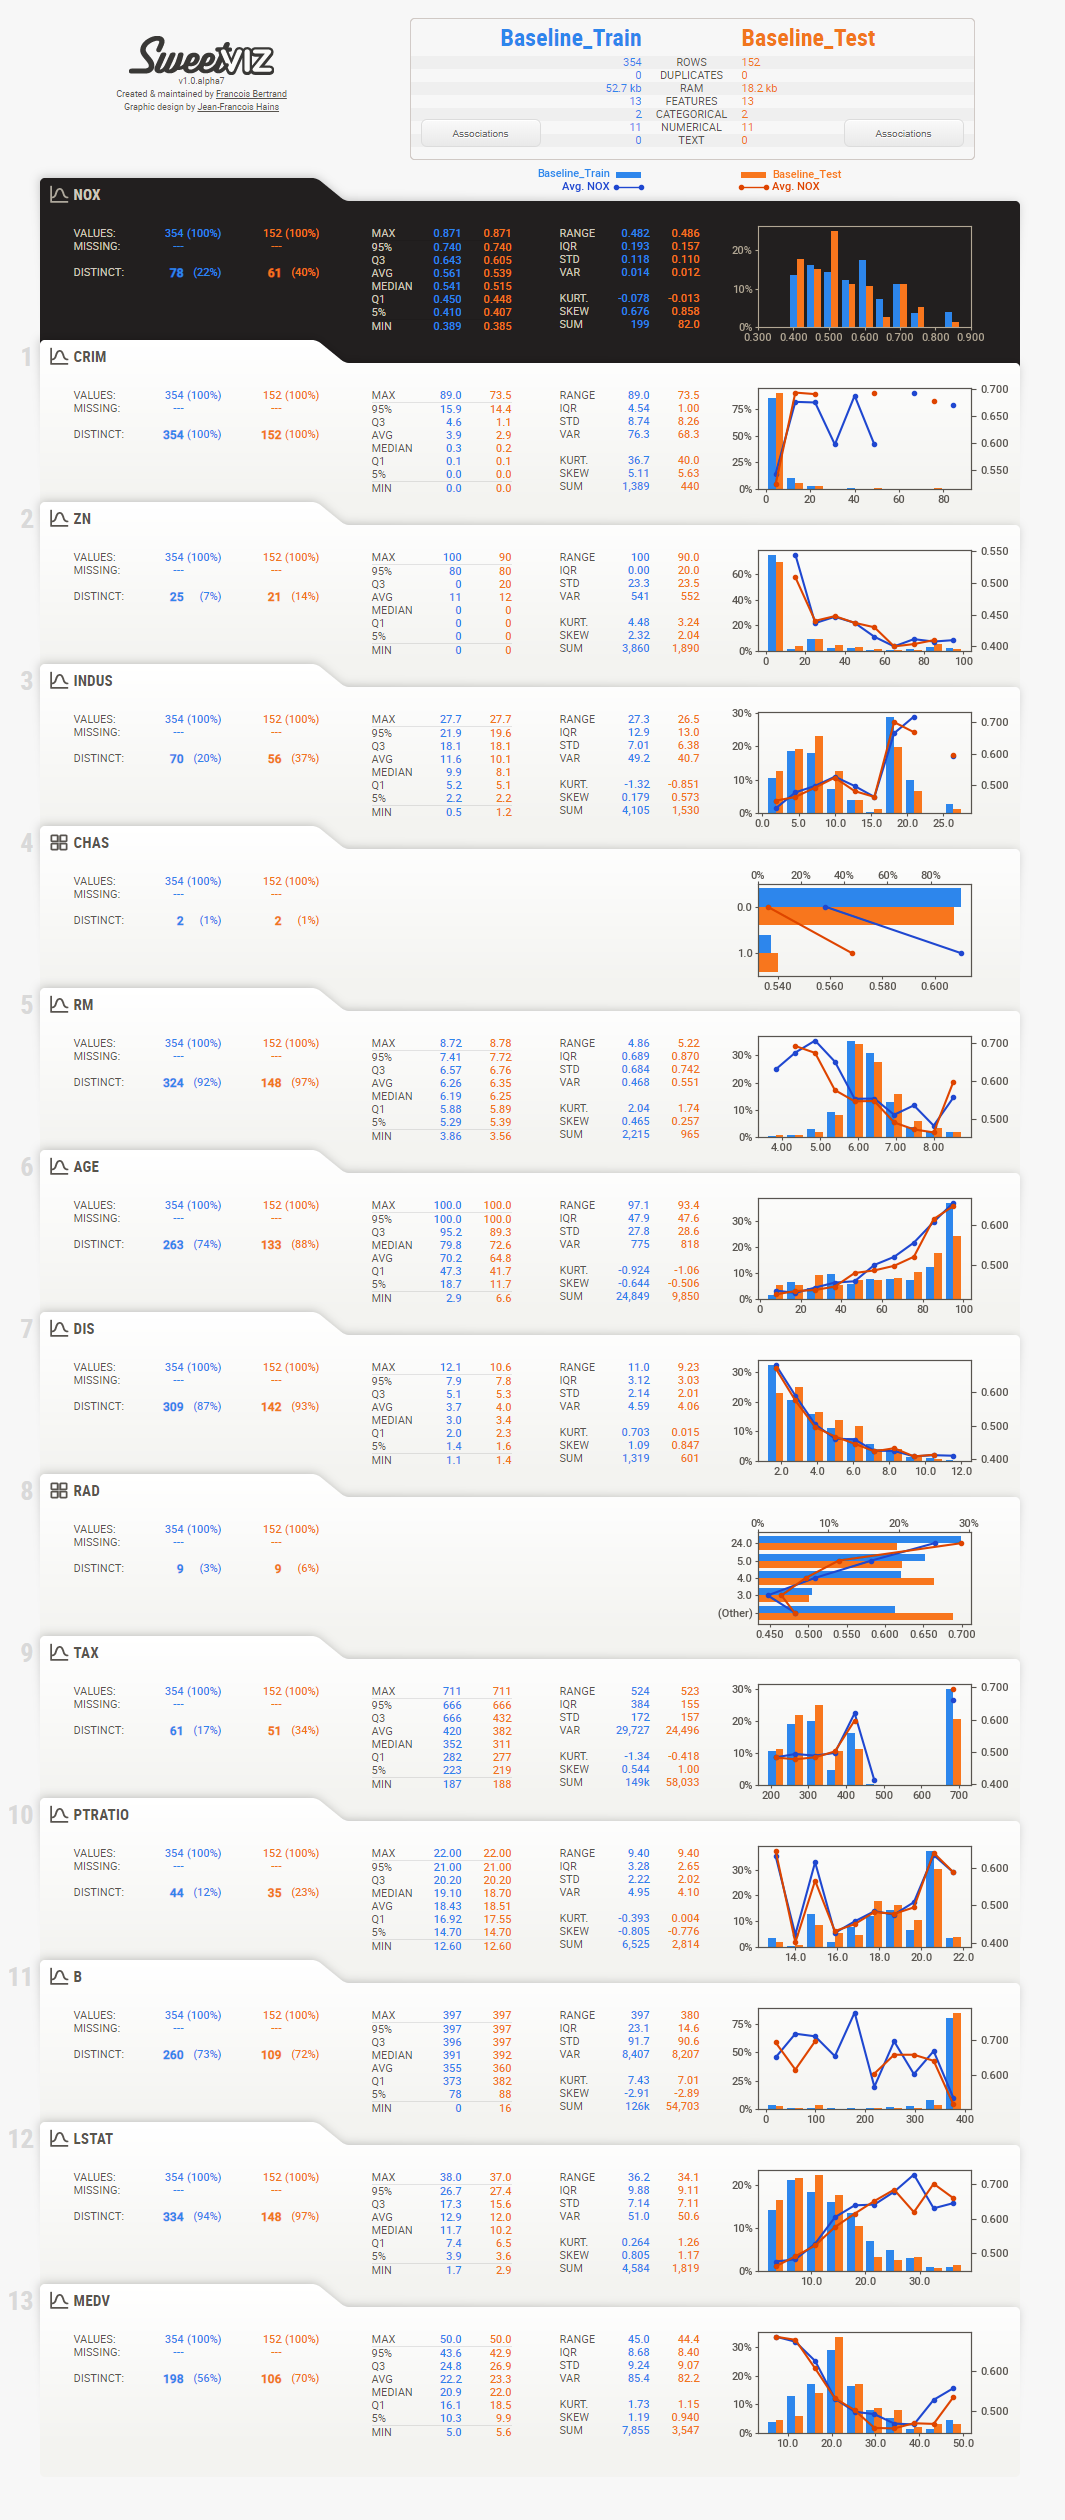 SweetVIZ
v1.0.alpha7
Created & maintained by Francois Bertrand
Graphic design by Jean-Francois Hains
Baseline_Train Baseline_Test
354 ROWS 152
0 DUPLICATES 0
52.7 kb RAM 18.2 kb
13 FEATURES 13
2 CATEGORICAL 2
11 NUMERICAL 11
0 TEXT 0
Associations Associations
Baseline_Train Baseline_Test
Avg. NOX Avg. NOX
NOX
VALUES: 354 (100%) 152 (100%)
MISSING: --- ---
DISTINCT: 78 (22%) 61 (40%)
MAX 0.871 0.871
95% 0.740 0.740
Q3 0.643 0.605
AVG 0.561 0.539
MEDIAN 0.541 0.515
Q1 0.450 0.448
5% 0.410 0.407
MIN 0.389 0.385
RANGE 0.482 0.486
IQR 0.193 0.157
STD 0.118 0.110
VAR 0.014 0.012
KURT. -0.078 -0.013
SKEW 0.676 0.858
SUM 199 82.0
20%
10%
0%
0.300 0.400 0.500 0.600 0.700 0.800 0.900
1 CRIM
VALUES: 354 (100%) 152 (100%)
MISSING: --- ---
DISTINCT: 354 (100%) 152 (100%)
MAX 89.0 73.5
95% 15.9 14.4
Q3 4.6 1.1
AVG 3.9 2.9
MEDIAN 0.3 0.2
Q1 0.1 0.1
5% 0.0 0.0
MIN 0.0 0.0
RANGE 89.0 73.5
IQR 4.54 1.00
STD 8.74 8.26
VAR 76.3 68.3
KURT. 36.7 40.0
SKEW 5.11 5.63
SUM 1,389 440
0.700
75% 0.650
50% 0.600
25% 0.550
0%
0 20 40 60 80
2 ZN
VALUES: 354 (100%) 152 (100%)
MISSING: --- ---
DISTINCT: 25 (7%) 21 (14%)
MAX 100 90
95% 80 80
Q3 0 20
AVG 11 12
MEDIAN 0 0
Q1 0 0
5% 0 0
MIN 0 0
RANGE 100 90.0
IQR 0.00 20.0
STD 23.3 23.5
VAR 541 552
KURT. 4.48 3.24
SKEW 2.32 2.04
SUM 3,860 1,890
0.550
60% 0.500
40% 0.450
20% 0.400
0%
0 20 40 60 80 100
3 INDUS
VALUES: 354 (100%) 152 (100%)
MISSING: --- ---
DISTINCT: 70 (20%) 56 (37%)
MAX 27.7 27.7
95% 21.9 19.6
Q3 18.1 18.1
AVG 11.6 10.1
MEDIAN 9.9 8.1
Q1 5.2 5.1
5% 2.2 2.2
MIN 0.5 1.2
RANGE 27.3 26.5
IQR 12.9 13.0
STD 7.01 6.38
VAR 49.2 40.7
KURT. -1.32 -0.851
SKEW 0.179 0.573
SUM 4,105 1,530
30% 0.700
20% 0.600
10% 0.500
0%
0.0 5.0 10.0 15.0 20.0 25.0
4 CHAS
VALUES: 354 (100%) 152 (100%)
MISSING: --- ---
DISTINCT: 2 (1%) 2 (1%)
0% 20% 40% 60% 80%
0.0
1.0
0.540 0.560 0.580 0.600
5 RM
VALUES: 354 (100%) 152 (100%)
MISSING: --- ---
DISTINCT: 324 (92%) 148 (97%)
MAX 8.72 8.78
95% 7.41 7.72
Q3 6.57 6.76
AVG 6.26 6.35
MEDIAN 6.19 6.25
Q1 5.88 5.89
5% 5.29 5.39
MIN 3.86 3.56
RANGE 4.86 5.22
IQR 0.689 0.870
STD 0.684 0.742
VAR 0.468 0.551
KURT. 2.04 1.74
SKEW 0.465 0.257
SUM 2,215 965
0.700
30%
20% 0.600
10% 0.500
0%
4.00 5.00 6.00 7.00 8.00
6 AGE
VALUES: 354 (100%) 152 (100%)
MISSING: --- ---
DISTINCT: 263 (74%) 133 (88%)
MAX 100.0 100.0
95% 100.0 100.0
Q3 95.2 89.3
MEDIAN 79.8 72.6
AVG 70.2 64.8
Q1 47.3 41.7
5% 18.7 11.7
MIN 2.9 6.6
RANGE 97.1 93.4
IQR 47.9 47.6
STD 27.8 28.6
VAR 775 818
KURT. -0.924 -1.06
SKEW -0.644 -0.506
SUM 24,849 9,850
30% 0.600
20% 0.500
10%
0%
0 20 40 60 80 100
7 DIS
VALUES: 354 (100%) 152 (100%)
MISSING: --- ---
DISTINCT: 309 (87%) 142 (93%)
MAX 12.1 10.6
95% 7.9 7.8
Q3 5.1 5.3
AVG 3.7 4.0
MEDIAN 3.0 3.4
Q1 2.0 2.3
5% 1.4 1.6
MIN 1.1 1.4
RANGE 11.0 9.23
IQR 3.12 3.03
STD 2.14 2.01
VAR 4.59 4.06
KURT. 0.703 0.015
SKEW 1.09 0.847
SUM 1,319 601
30%
20% 0.600
10% 0.500
0% 0.400
2.0 4.0 6.0 8.0 10.0 12.0
8 RAD
VALUES: 354 (100%) 152 (100%)
MISSING: --- ---
DISTINCT: 9 (3%) 9 (6%)
0% 10% 20% 30%
24.0
5.0
4.0
3.0
(Other)
0.450 0.500 0.550 0.600 0.650 0.700
9 TAX
VALUES: 354 (100%) 152 (100%)
MISSING: --- ---
DISTINCT: 61 (17%) 51 (34%)
MAX 711 711
95% 666 666
Q3 666 432
AVG 420 382
MEDIAN 352 311
Q1 282 277
5% 223 219
MIN 187 188
RANGE 524 523
IQR 384 155
STD 172 157
VAR 29,727 24,496
KURT. -1.34 -0.418
SKEW 0.544 1.00
SUM 149k 58,033
30% 0.700
20% 0.600
10% 0.500
0% 0.400
200 300 400 500 600 700
10 PTRATIO
VALUES: 354 (100%) 152 (100%)
MISSING: --- ---
DISTINCT: 44 (12%) 35 (23%)
MAX 22.00 22.00
95% 21.00 21.00
Q3 20.20 20.20
MEDIAN 19.10 18.70
AVG 18.43 18.51
Q1 16.92 17.55
5% 14.70 14.70
MIN 12.60 12.60
RANGE 9.40 9.40
IQR 3.28 2.65
STD 2.22 2.02
VAR 4.95 4.10
KURT. -0.393 0.004
SKEW -0.805 -0.776
SUM 6,525 2,814
30% 0.600
20% 0.500
10% 0.400
0%
14.0 16.0 18.0 20.0 22.0
11 B
VALUES: 354 (100%) 152 (100%)
MISSING: --- ---
DISTINCT: 260 (73%) 109 (72%)
MAX 397 397
95% 397 397
Q3 396 397
MEDIAN 391 392
AVG 355 360
Q1 373 382
5% 78 88
MIN 0 16
RANGE 397 380
IQR 23.1 14.6
STD 91.7 90.6
VAR 8,407 8,207
KURT. 7.43 7.01
SKEW -2.91 -2.89
SUM 126k 54,703
75% 0.700
50% 0.600
25%
0%
0 100 200 300 400
12 LSTAT
VALUES: 354 (100%) 152 (100%)
MISSING: --- ---
DISTINCT: 334 (94%) 148 (97%)
MAX 38.0 37.0
95% 26.7 27.4
Q3 17.3 15.6
AVG 12.9 12.0
MEDIAN 11.7 10.2
Q1 7.4 6.5
5% 3.9 3.6
MIN 1.7 2.9
RANGE 36.2 34.1
IQR 9.88 9.11
STD 7.14 7.11
VAR 51.0 50.6
KURT. 0.264 1.26
SKEW 0.805 1.17
SUM 4,584 1,819
20% 0.700
10% 0.600
0% 0.500
10.0 20.0 30.0
13 MEDV
VALUES: 354 (100%) 152 (100%)
MISSING: --- ---
DISTINCT: 198 (56%) 106 (70%)
MAX 50.0 50.0
95% 43.6 42.9
Q3 24.8 26.9
AVG 22.2 23.3
MEDIAN 20.9 22.0
Q1 16.1 18.5
5% 10.3 9.9
MIN 5.0 5.6
RANGE 45.0 44.4
IQR 8.68 8.40
STD 9.24 9.07
VAR 85.4 82.2
KURT. 1.73 1.15
SKEW 1.19 0.940
SUM 7,855 3,547
30% 0.600
20% 0.500
10%
0%
10.0 20.0 30.0 40.0 50.0